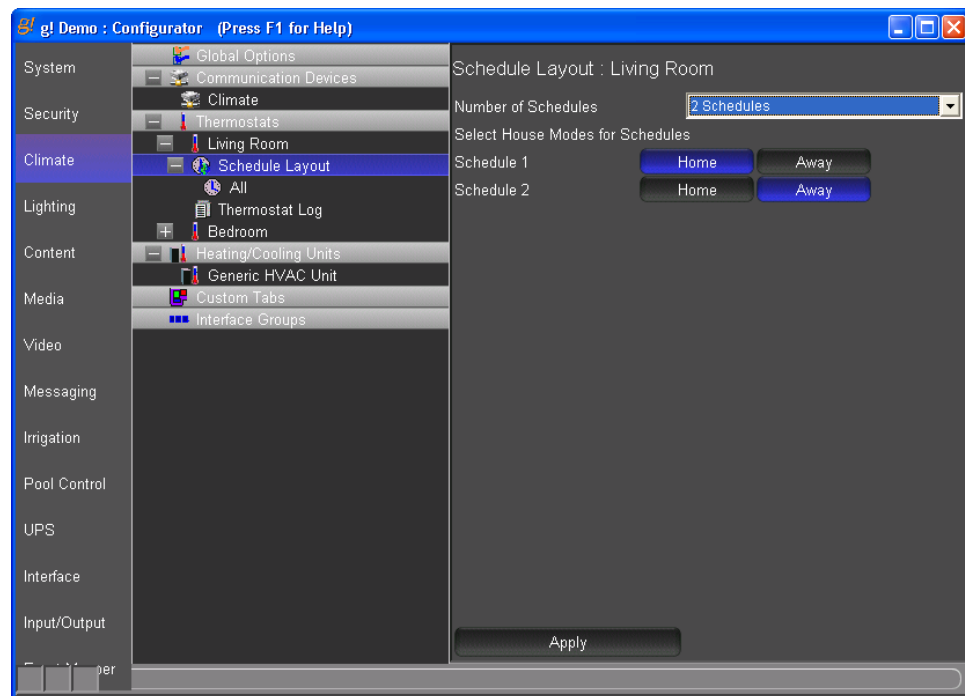 g! g! Demo : Configurator (Press F1 for Help)
System
Security
Climate
Lighting
Content
Media
Video
Messaging
Irrigation
Pool Control
UPS
Interface
Input/Output
Global Options
Communication Devices
Climate
Thermostats
Living Room
Schedule Layout
All
Thermostat Log
Bedroom
Heating/Cooling Units
Generic HVAC Unit
Custom Tabs
Interface Groups
Schedule Layout : Living Room
Number of Schedules 2 Schedules
Select House Modes for Schedules
Schedule 1 Home Away
Schedule 2 Home Away
Apply